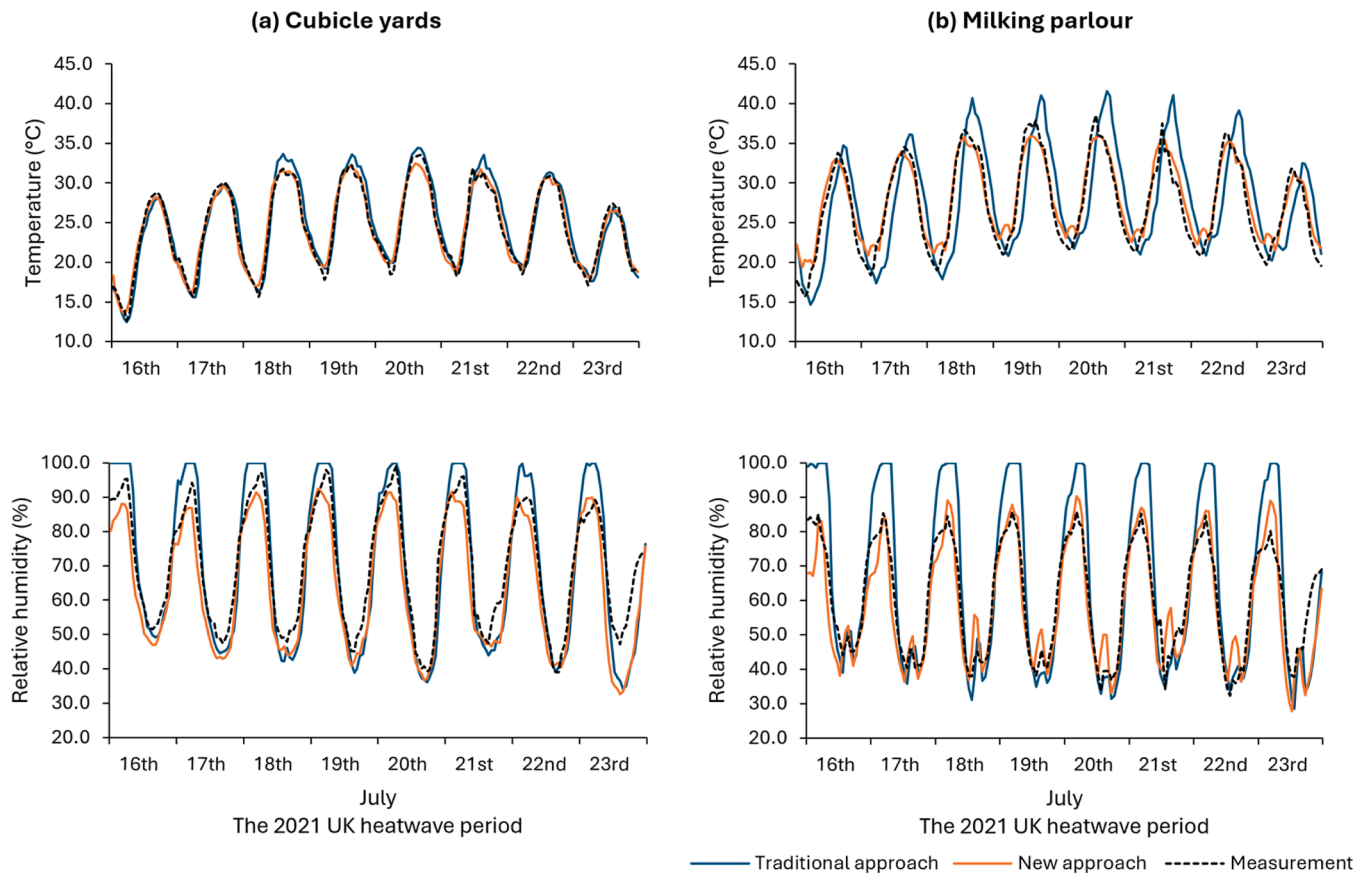 (a) Cubicle yards
(b) Milking parlour
Temperature (°C)
45.0
40.0
35.0
30.0
25.0
20.0
15.0
10.0
16th 17th 18th 19th 20th 21st 22nd 23rd
Temperature (°C)
45.0
40.0
35.0
30.0
25.0
20.0
15.0
10.0
16th 17th 18th 19th 20th 21st 22nd 23rd
Relative humidity (%)
100.0
90.0
80.0
70.0
60.0
50.0
40.0
30.0
20.0
16th 17th 18th 19th 20th 21st 22nd 23rd
July
The 2021 UK heatwave period
Relative humidity (%)
100.0
90.0
80.0
70.0
60.0
50.0
40.0
30.0
20.0
16th 17th 18th 19th 20th 21st 22nd 23rd
July
The 2021 UK heatwave period
Traditional approach New approach Measurement